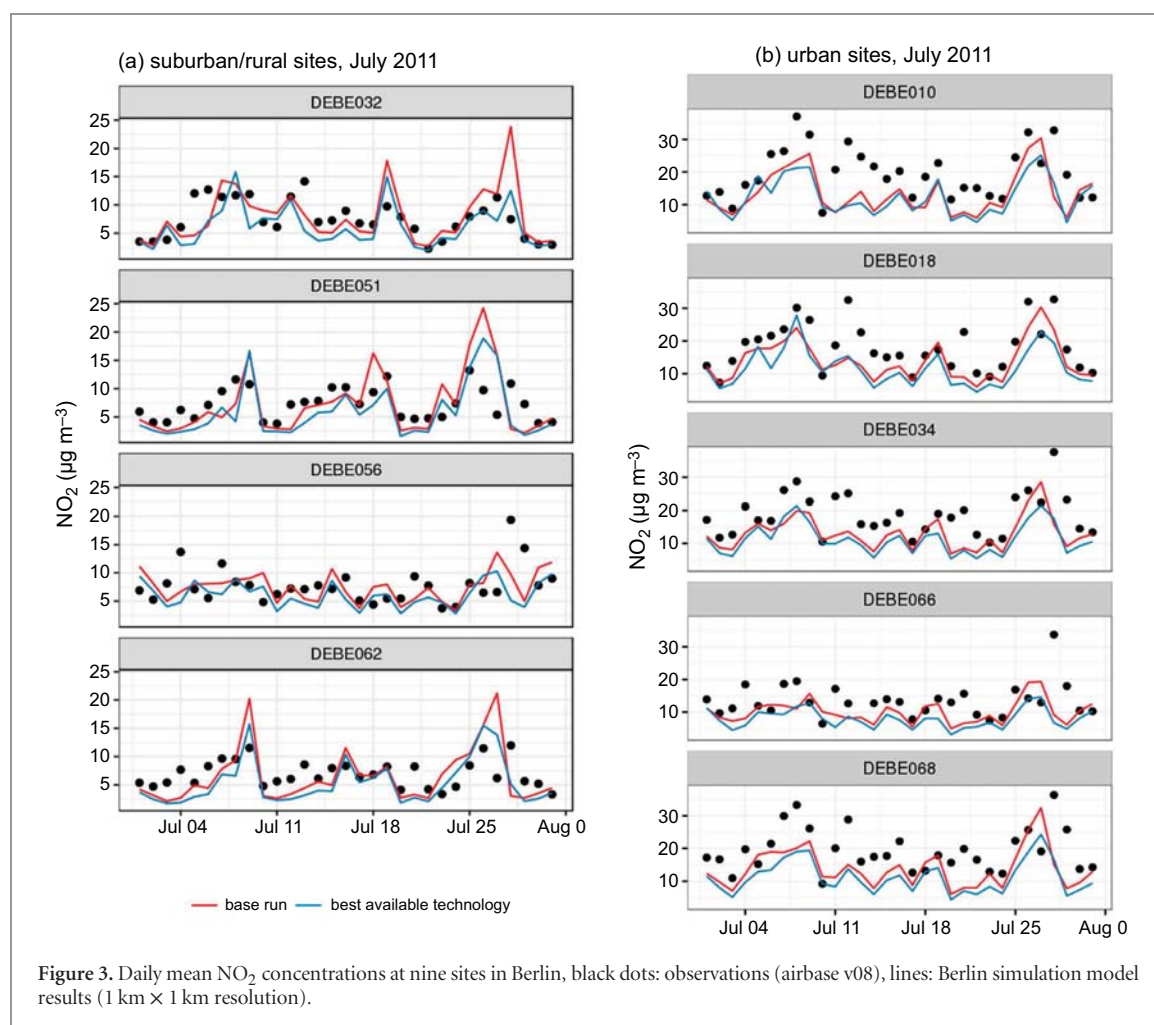 (a) suburban/rural sites, July 2011
DEBE032
25
20
15
10
5
DEBE051
25
20
15
10
5
DEBE056
25
20
15
10
5
DEBE062
25
20
15
10
5
NO₂ (µg m⁻³)
Jul 04 Jul 11 Jul 18 Jul 25 Aug 0
base run best available technology
(b) urban sites, July 2011
DEBE010
30
20
10
DEBE018
30
20
10
DEBE034
30
20
10
DEBE066
30
20
10
DEBE068
30
20
10
NO₂ (µg m⁻³)
Jul 04 Jul 11 Jul 18 Jul 25 Aug 0
Figure 3. Daily mean NO₂ concentrations at nine sites in Berlin, black dots: observations (airbase v08), lines: Berlin simulation model
results (1 km × 1 km resolution).